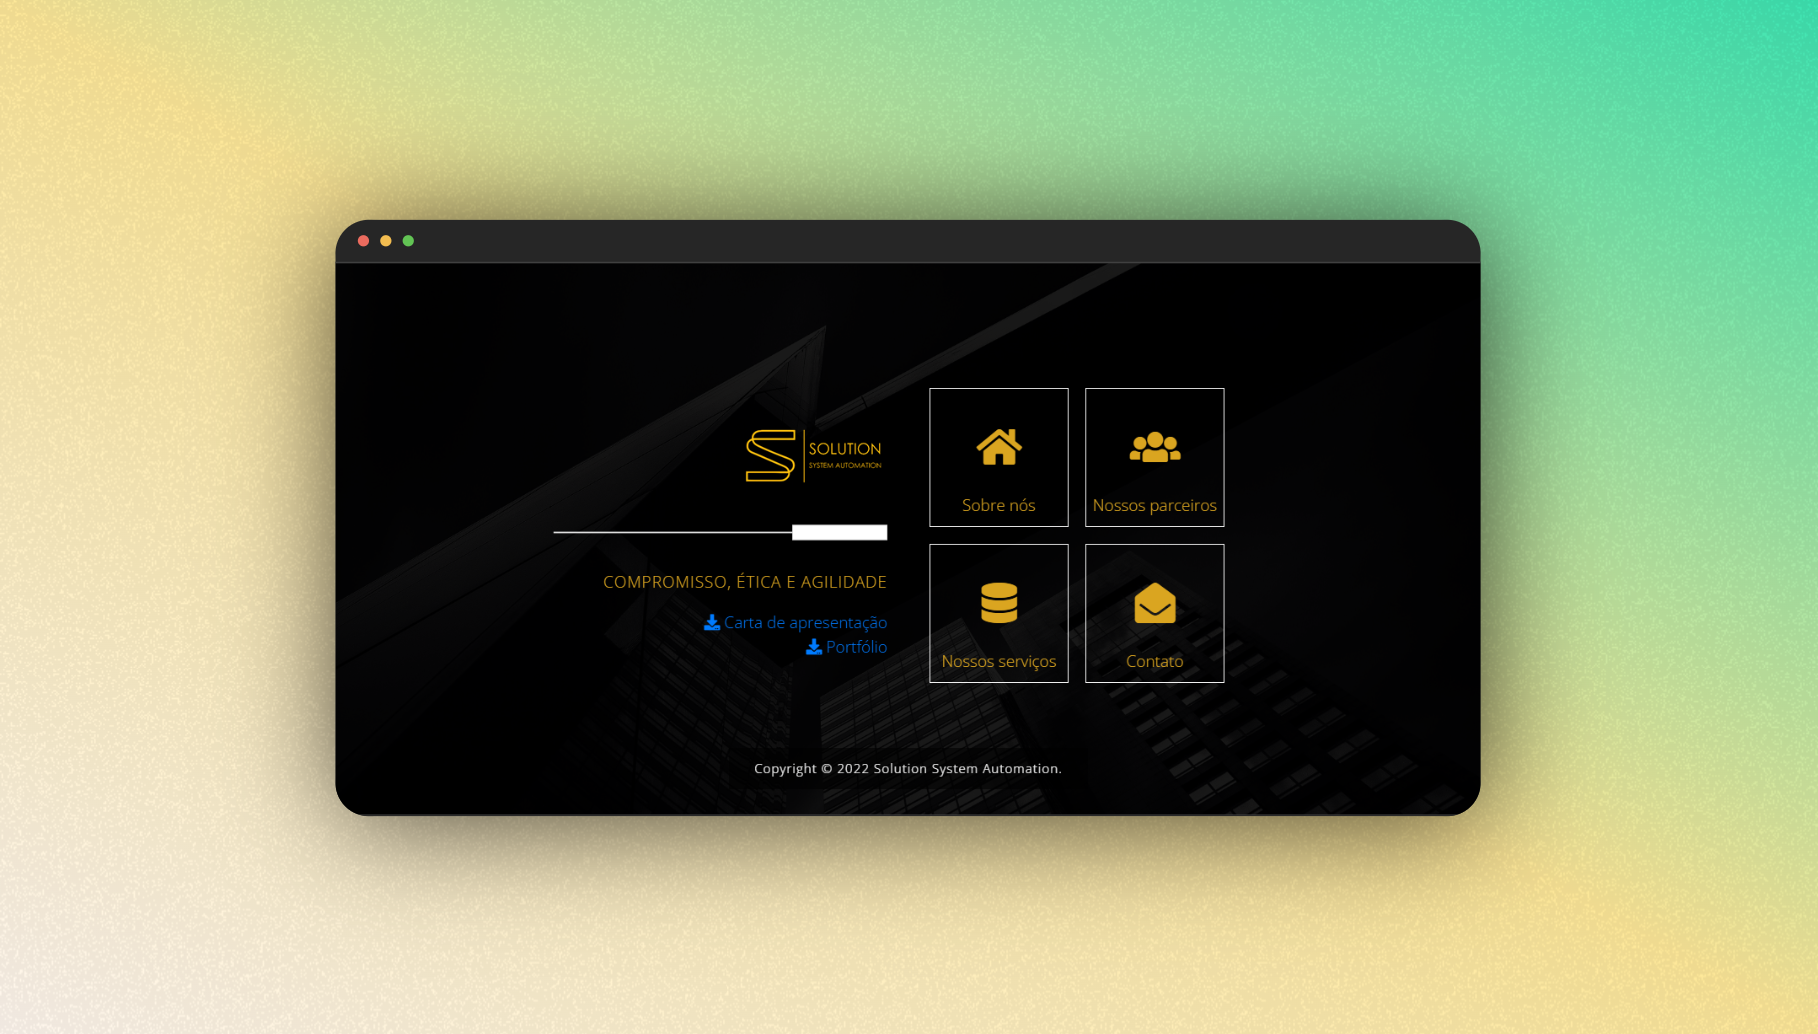 SOLUTION
SYSTEM AUTOMATION
COMPROMISSO, ÉTICA E AGILIDADE
Carta de apresentação
Portfólio
Sobre nós
Nossos parceiros
Nossos serviços
Contato
Copyright © 2022 Solution System Automation.